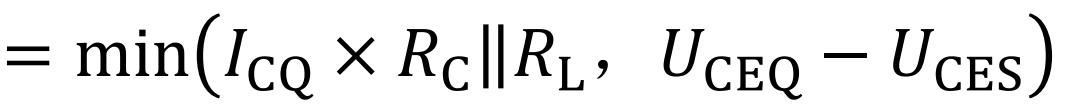 = min(I_CQ × R_C∥R_L, U_CEQ − U_CES)